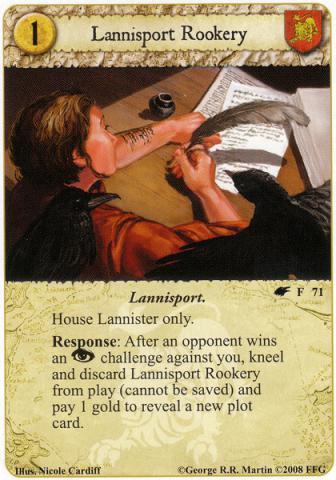 1
Lannisport Rookery
Lannisport.
F 71
House Lannister only.
Response: After an opponent wins
an challenge against you, kneel
and discard Lannisport Rookery
from play (cannot be saved) and
pay 1 gold to reveal a new plot
card.
Illus. Nicole Cardiff
©George R.R. Martin ©2008 FFG